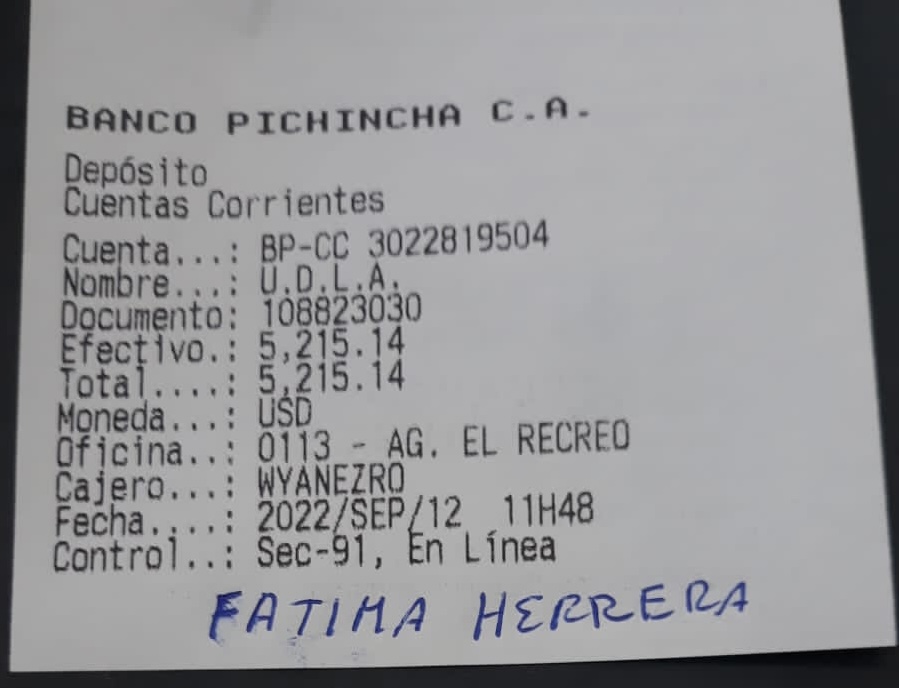 BANCO PICHINCHA C.A.
Depósito
Cuentas Corrientes
Cuenta...: BP-CC 3022819504
Nombre...: U.D.L.A.
Documento: 108823030
Efectivo.: 5,215.14
Total....: 5,215.14
Moneda...: USD
Oficina..: 0113 - AG. EL RECREO
Cajero...: WYANEZRO
Fecha....: 2022/SEP/12 11H48
Control..: Sec-91, En Línea
FATIMA HERRERA